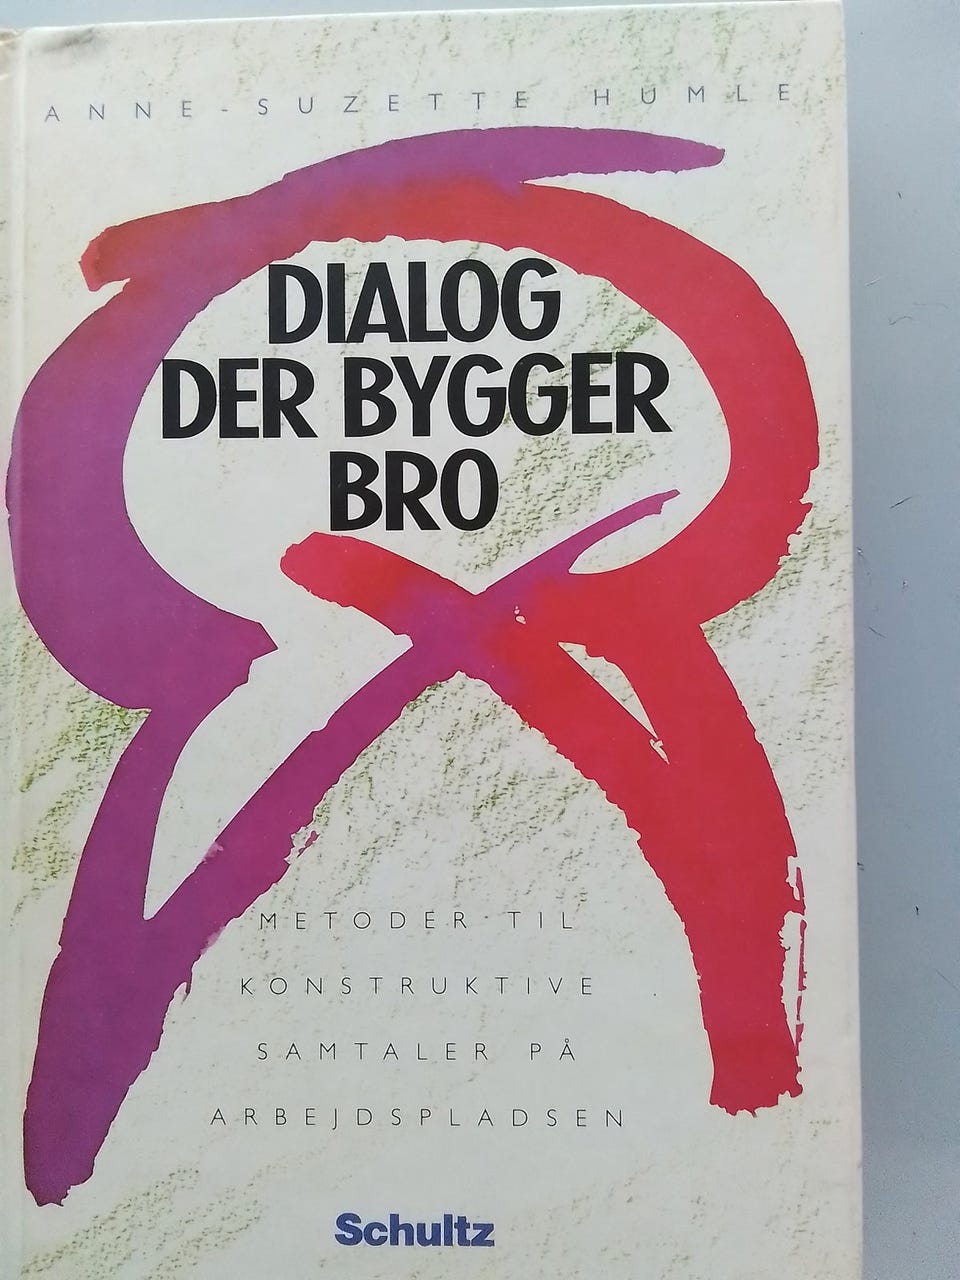 ANNE-SUZETTE HUMLE
DIALOG
DER BYGGER
BRO
METODER TIL
KONSTRUKTIVE
SAMTALER PÅ
ARBEJDSPLADSEN
Schultz